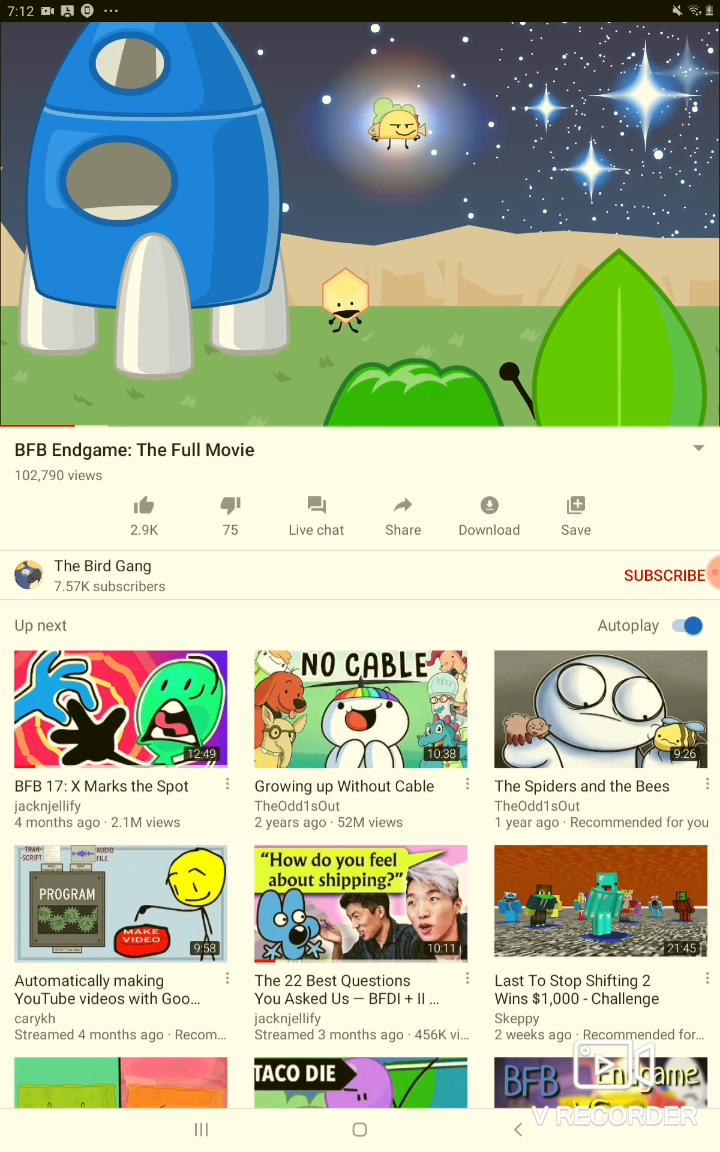 7:12
BFB Endgame: The Full Movie
102,790 views
2.9K
75
Live chat
Share
Download
Save
The Bird Gang
7.57K subscribers
SUBSCRIBE
Up next
Autoplay
12:49
NO CABLE
10:38
9:26
BFB 17: X Marks the Spot
jacknjellify
4 months ago · 2.1M views
Growing up Without Cable
TheOdd1sOut
2 years ago · 52M views
The Spiders and the Bees
TheOdd1sOut
1 year ago · Recommended for you
TRAN-
-SCRIPT
AUDIO
FILE
PROGRAM
MAKE
VIDEO
9:58
“How do you feel
about shipping?”
10:11
21:45
Automatically making
YouTube videos with Goo...
carykh
Streamed 4 months ago · Recom...
The 22 Best Questions
You Asked Us — BFDI + II ...
jacknjellify
Streamed 3 months ago · 456K vi...
Last To Stop Shifting 2
Wins $1,000 - Challenge
Skeppy
2 weeks ago · Recommended for...
TACO DIE
BFB Endgame
V RECORDER